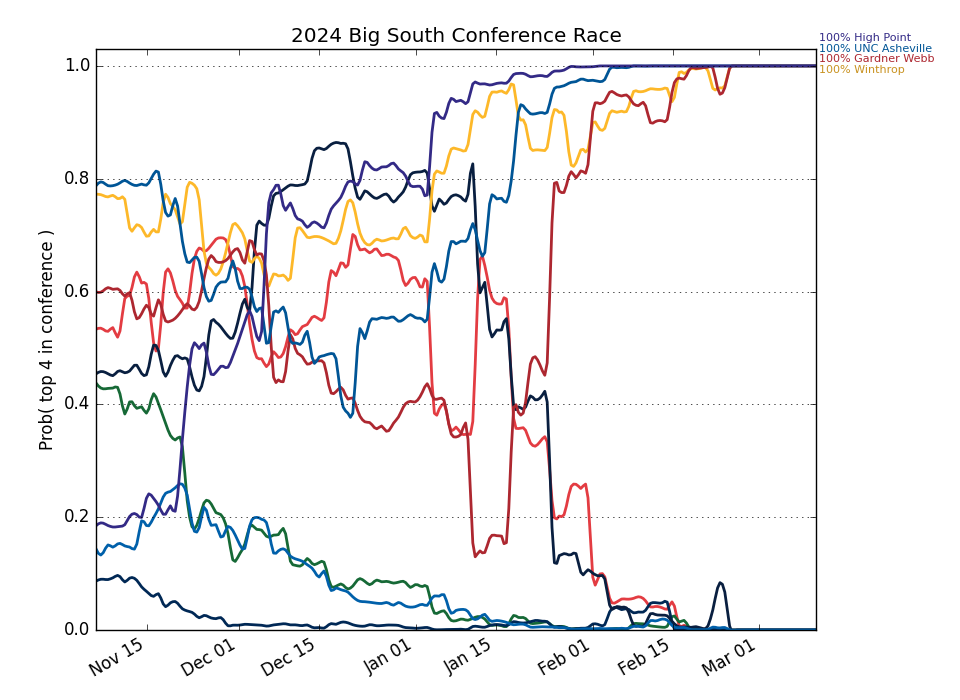 2024 Big South Conference Race
100% High Point
100% UNC Asheville
100% Gardner Webb
100% Winthrop
Prob( top 4 in conference )
1.0
0.8
0.6
0.4
0.2
0.0
Nov 15
Dec 01
Dec 15
Jan 01
Jan 15
Feb 01
Feb 15
Mar 01